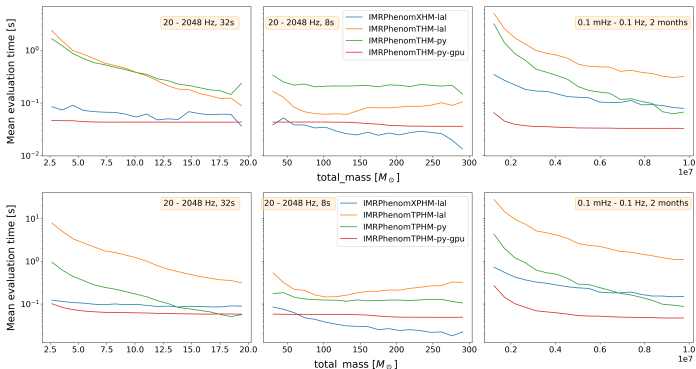 20 - 2048 Hz, 32s
20 - 2048 Hz, 8s
IMRPhenomXHM-lal
IMRPhenomTHM-lal
IMRPhenomTHM-py
IMRPhenomTHM-py-gpu
0.1 mHz - 0.1 Hz, 2 months
Mean evaluation time [s]
10⁰
10⁻¹
10⁻²
2.5 5.0 7.5 10.0 12.5 15.0 17.5 20.0
50 100 150 200 250 300
0.2 0.4 0.6 0.8 1.0
1e7
total_mass [M⊙]
20 - 2048 Hz, 32s
20 - 2048 Hz, 8s
IMRPhenomXPHM-lal
IMRPhenomTPHM-lal
IMRPhenomTPHM-py
IMRPhenomTPHM-py-gpu
0.1 mHz - 0.1 Hz, 2 months
Mean evaluation time [s]
10¹
10⁰
10⁻¹
2.5 5.0 7.5 10.0 12.5 15.0 17.5 20.0
50 100 150 200 250 300
0.2 0.4 0.6 0.8 1.0
1e7
total_mass [M⊙]